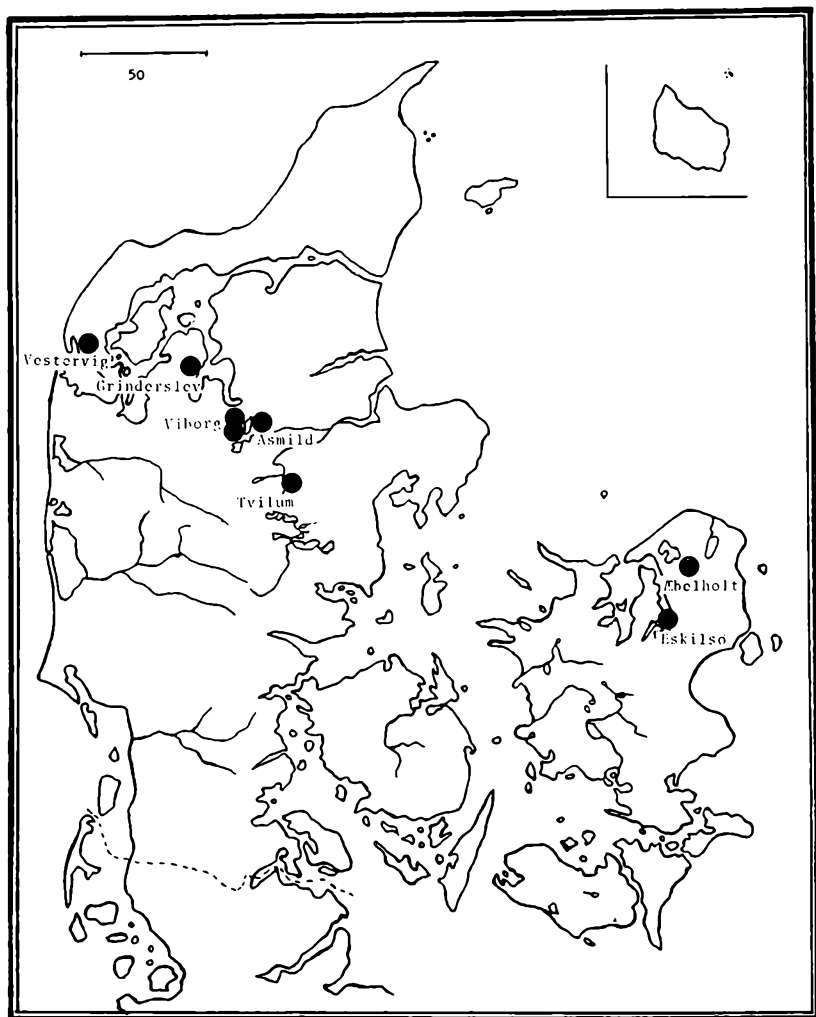 50
Vestervig
Grinderslev
Viborg
Asmild
Tvilum
Æbelholt
Eskilsø